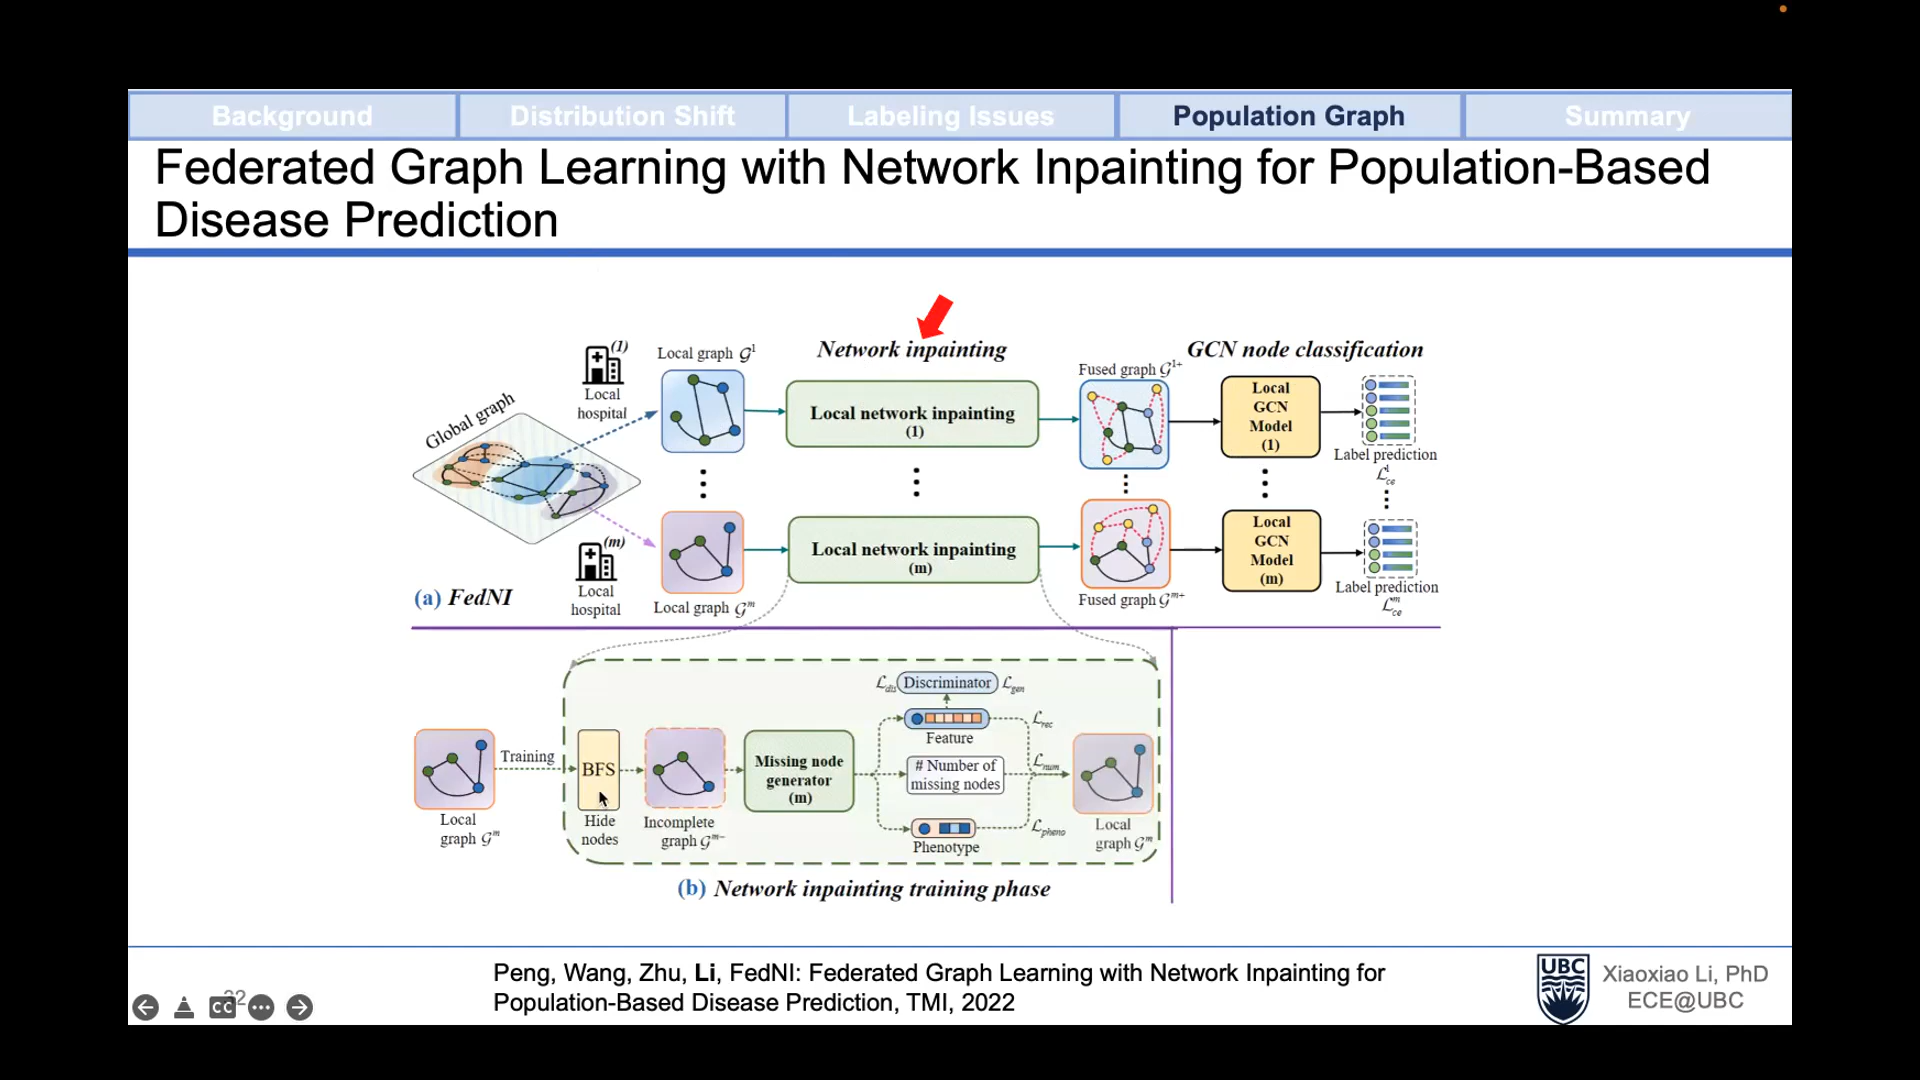 Background
Distribution Shift
Labeling Issues
Population Graph
Summary
Federated Graph Learning with Network Inpainting for Population-Based
Disease Prediction
Global graph
(1)
Local
hospital
(m)
Local
hospital
Local graph 𝒢¹
Local graph 𝒢ᵐ
Network inpainting
Local network inpainting
(1)
Local network inpainting
(m)
Fused graph 𝒢¹⁺
Fused graph 𝒢ᵐ⁺
GCN node classification
Local
GCN
Model
(1)
Local
GCN
Model
(m)
Label prediction
ℒ¹ce
Label prediction
ℒᵐce
(a) FedNI
Local
graph 𝒢ᵐ
Training
BFS
Hide
nodes
Incomplete
graph 𝒢ᵐ⁻
Missing node
generator
(m)
ℒdis Discriminator ℒgen
Feature
ℒrec
# Number of
missing nodes
ℒnum
Phenotype
ℒpheno
Local
graph 𝒢ᵐ
(b) Network inpainting training phase
Peng, Wang, Zhu, Li, FedNI: Federated Graph Learning with Network Inpainting for
Population-Based Disease Prediction, TMI, 2022
CC
UBC
Xiaoxiao Li, PhD
ECE@UBC